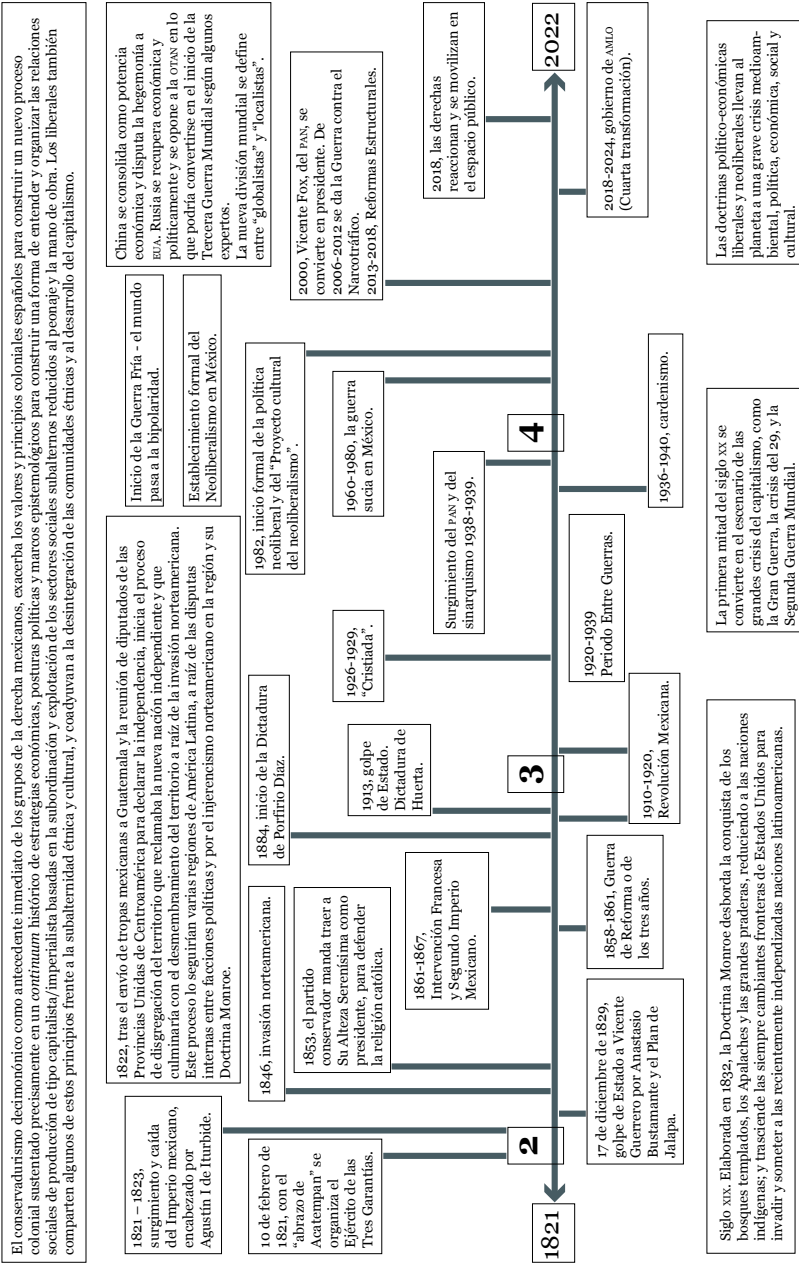 El conservadurismo decimonónico como antecedente inmediato de los grupos de la derecha mexicanos, exacerba los valores y principios coloniales españoles para construir un nuevo proceso
colonial sustentado precisamente en un continuum histórico de estrategias económicas, posturas políticas y marcos epistemológicos para construir una forma de entender y organizar las relaciones
sociales de producción de tipo capitalista/imperialista basadas en la subordinación y explotación de los sectores sociales subalternos reducidos al peonaje y la mano de obra. Los liberales también
comparten algunos de estos principios frente a la subalternidad étnica y cultural, y coadyuvan a la desintegración de las comunidades étnicas y al desarrollo del capitalismo.
1821 – 1823,
surgimiento y caída
del Imperio mexicano,
encabezado por
Agustín I de Iturbide.
1822, tras el envío de tropas mexicanas a Guatemala y la reunión de diputados de las
Provincias Unidas de Centroamérica para declarar la independencia, inicia el proceso
de disgregación del territorio que reclamaba la nueva nación independiente y que
culminaría con el desmembramiento del territorio a raíz de la invasión norteamericana.
Este proceso lo seguirían varias regiones de América Latina, a raíz de las disputas
internas entre facciones políticas y por el injerencismo norteamericano en la región y su
Doctrina Monroe.
Inicio de la Guerra Fría - el mundo
pasa a la bipolaridad.
Establecimiento formal del
Neoliberalismo en México.
China se consolida como potencia
económica y disputa la hegemonía a
EUA. Rusia se recupera económica y
políticamente y se opone a la OTAN en lo
que podría convertirse en el inicio de la
Tercera Guerra Mundial según algunos
expertos.
La nueva división mundial se define
entre “globalistas” y “localistas”.
10 de febrero de
1821, con el
“abrazo de
Acatempan” se
organiza el
Ejército de las
Tres Garantías.
1846, invasión norteamericana.
1853, el partido
conservador manda traer a
Su Alteza Serenísima como
presidente, para defender
la religión católica.
1861-1867,
Intervención Francesa
y Segundo Imperio
Mexicano.
1884, inicio de la Dictadura
de Porfirio Díaz.
1913, golpe
de Estado.
Dictadura de
Huerta.
1926-1929,
“Cristiada”.
Surgimiento del PAN y del
sinarquismo 1938-1939.
1982, inicio formal de la política
neoliberal y del “Proyecto cultural
del neoliberalismo”.
1960-1980, la guerra
sucia en México.
2000, Vicente Fox, del PAN, se
convierte en presidente. De
2006-2012 se da la Guerra contra el
Narcotráfico.
2013-2018, Reformas Estructurales.
2018, las derechas
reaccionan y se movilizan en
el espacio público.
1821
2
3
4
2022
17 de diciembre de 1829,
golpe de Estado a Vicente
Guerrero por Anastasio
Bustamante y el Plan de
Jalapa.
1858-1861, Guerra
de Reforma o de
los tres años.
1910-1920,
Revolución Mexicana.
1920-1939
Periodo Entre Guerras.
1936-1940, cardenismo.
2018-2024, gobierno de AMLO
(Cuarta transformación).
Siglo XIX. Elaborada en 1832, la Doctrina Monroe desborda la conquista de los
bosques templados, los Apalaches y las grandes praderas, reduciendo a las naciones
indígenas; y trasciende las siempre cambiantes fronteras de Estados Unidos para
invadir y someter a las recientemente independizadas naciones latinoamericanas.
La primera mitad del siglo XX se
convierte en el escenario de las
grandes crisis del capitalismo, como
la Gran Guerra, la crisis del 29, y la
Segunda Guerra Mundial.
Las doctrinas político-económicas
liberales y neoliberales llevan al
planeta a una grave crisis medioam-
biental, política, económica, social y
cultural.